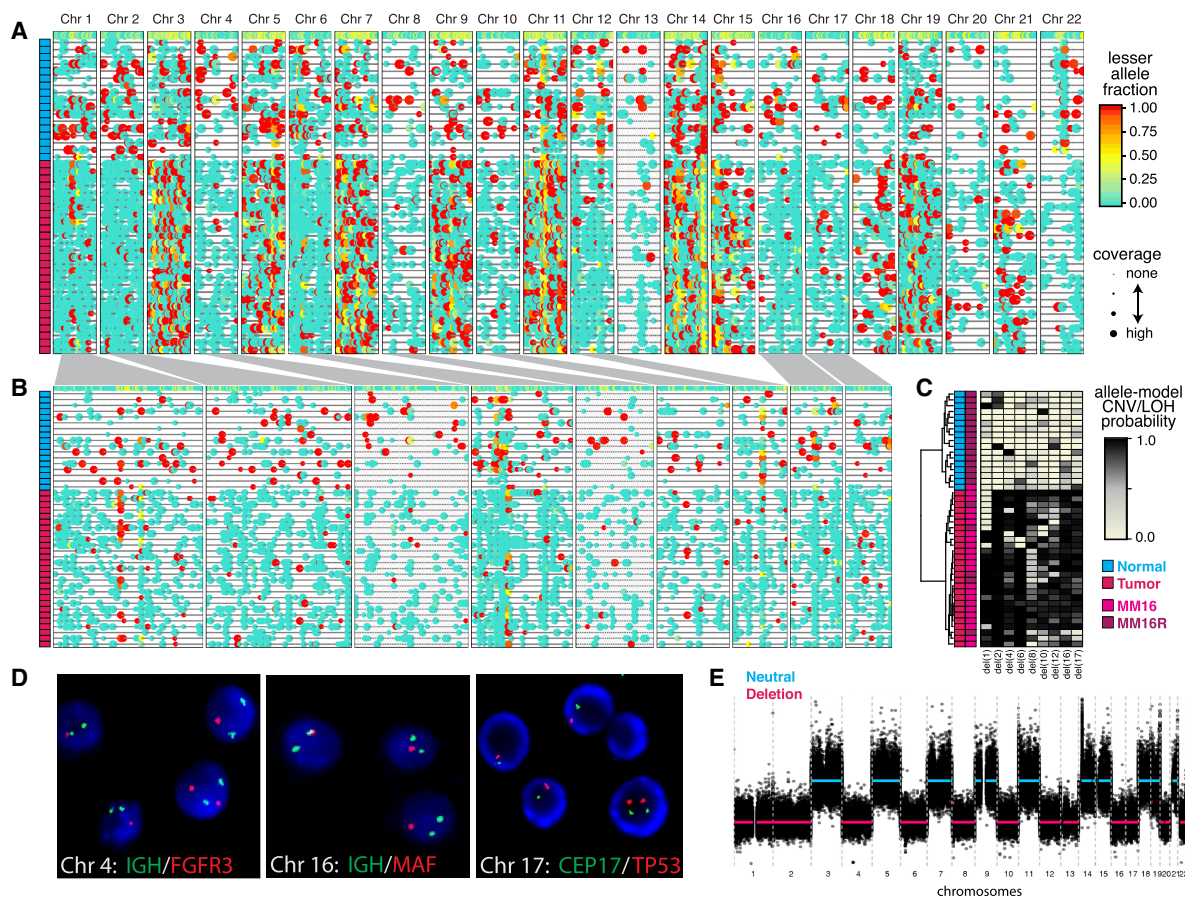 A
Chr 1 Chr 2 Chr 3 Chr 4 Chr 5 Chr 6 Chr 7 Chr 8 Chr 9 Chr 10 Chr 11 Chr 12 Chr 13 Chr 14 Chr 15 Chr 16 Chr 17 Chr 18 Chr 19 Chr 20 Chr 21 Chr 22
lesser
allele
fraction
1.00
0.75
0.50
0.25
0.00
coverage
none
high
B
C
allele-model
CNV/LOH
probability
1.0
0.0
Normal
Tumor
MM16
MM16R
del(1) del(2) del(4) del(6) del(8) del(10) del(12) del(16) del(17)
D
Chr 4: IGH/FGFR3
Chr 16: IGH/MAF
Chr 17: CEP17/TP53
E
Neutral
Deletion
1 2 3 4 5 6 7 8 9 10 11 12 13 14 15 16 17 18 19 20 21 22
chromosomes